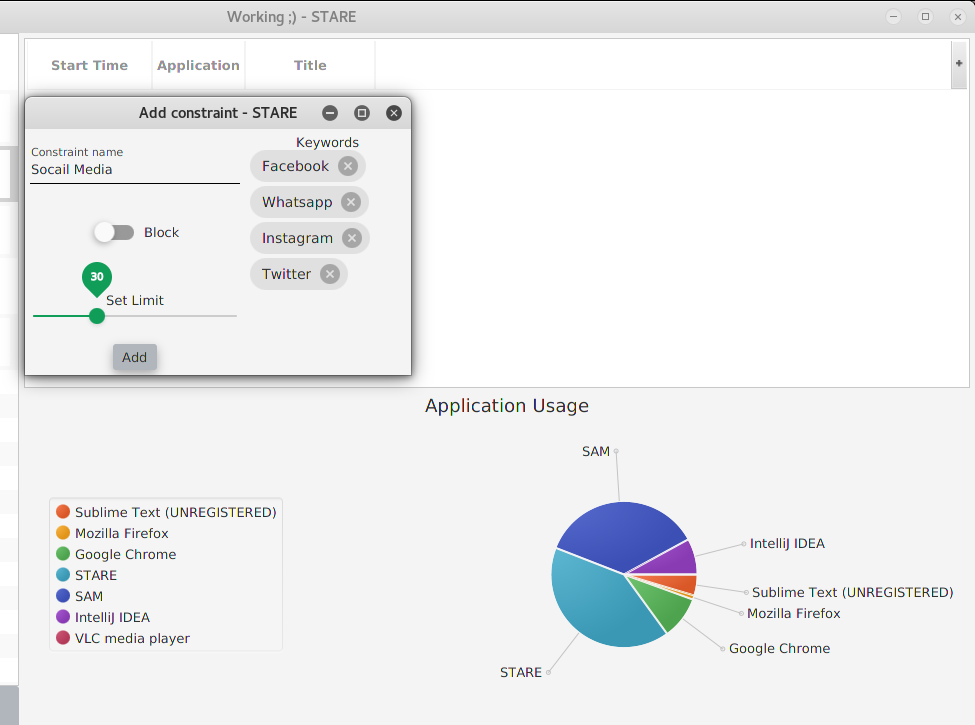 Working ;) - STARE
Start Time Application Title
+
Add constraint - STARE
Constraint name
Socail Media
Block
30
Set Limit
Add
Keywords
Facebook
Whatsapp
Instagram
Twitter
Application Usage
Sublime Text (UNREGISTERED)
Mozilla Firefox
Google Chrome
STARE
SAM
IntelliJ IDEA
VLC media player
SAM
IntelliJ IDEA
Sublime Text (UNREGISTERED)
Mozilla Firefox
Google Chrome
STARE